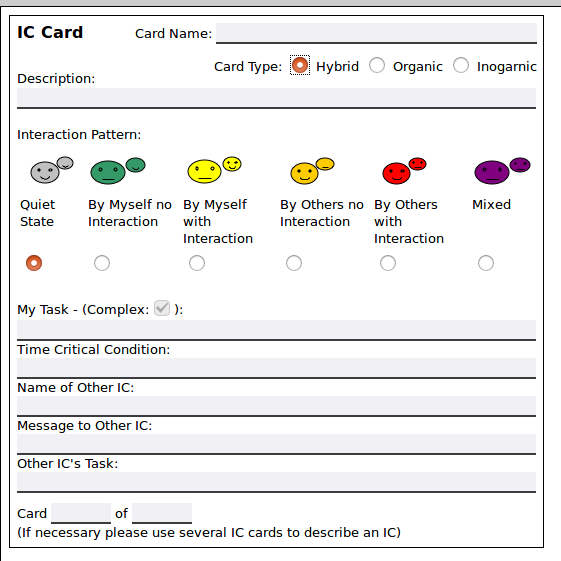 IC Card Card Name:
Card Type: Hybrid Organic Inogarnic
Description:
Interaction Pattern:
Quiet State
By Myself no Interaction
By Myself with Interaction
By Others no Interaction
By Others with Interaction
Mixed
My Task - (Complex: ):
Time Critical Condition:
Name of Other IC:
Message to Other IC:
Other IC's Task:
Card of
(If necessary please use several IC cards to describe an IC)